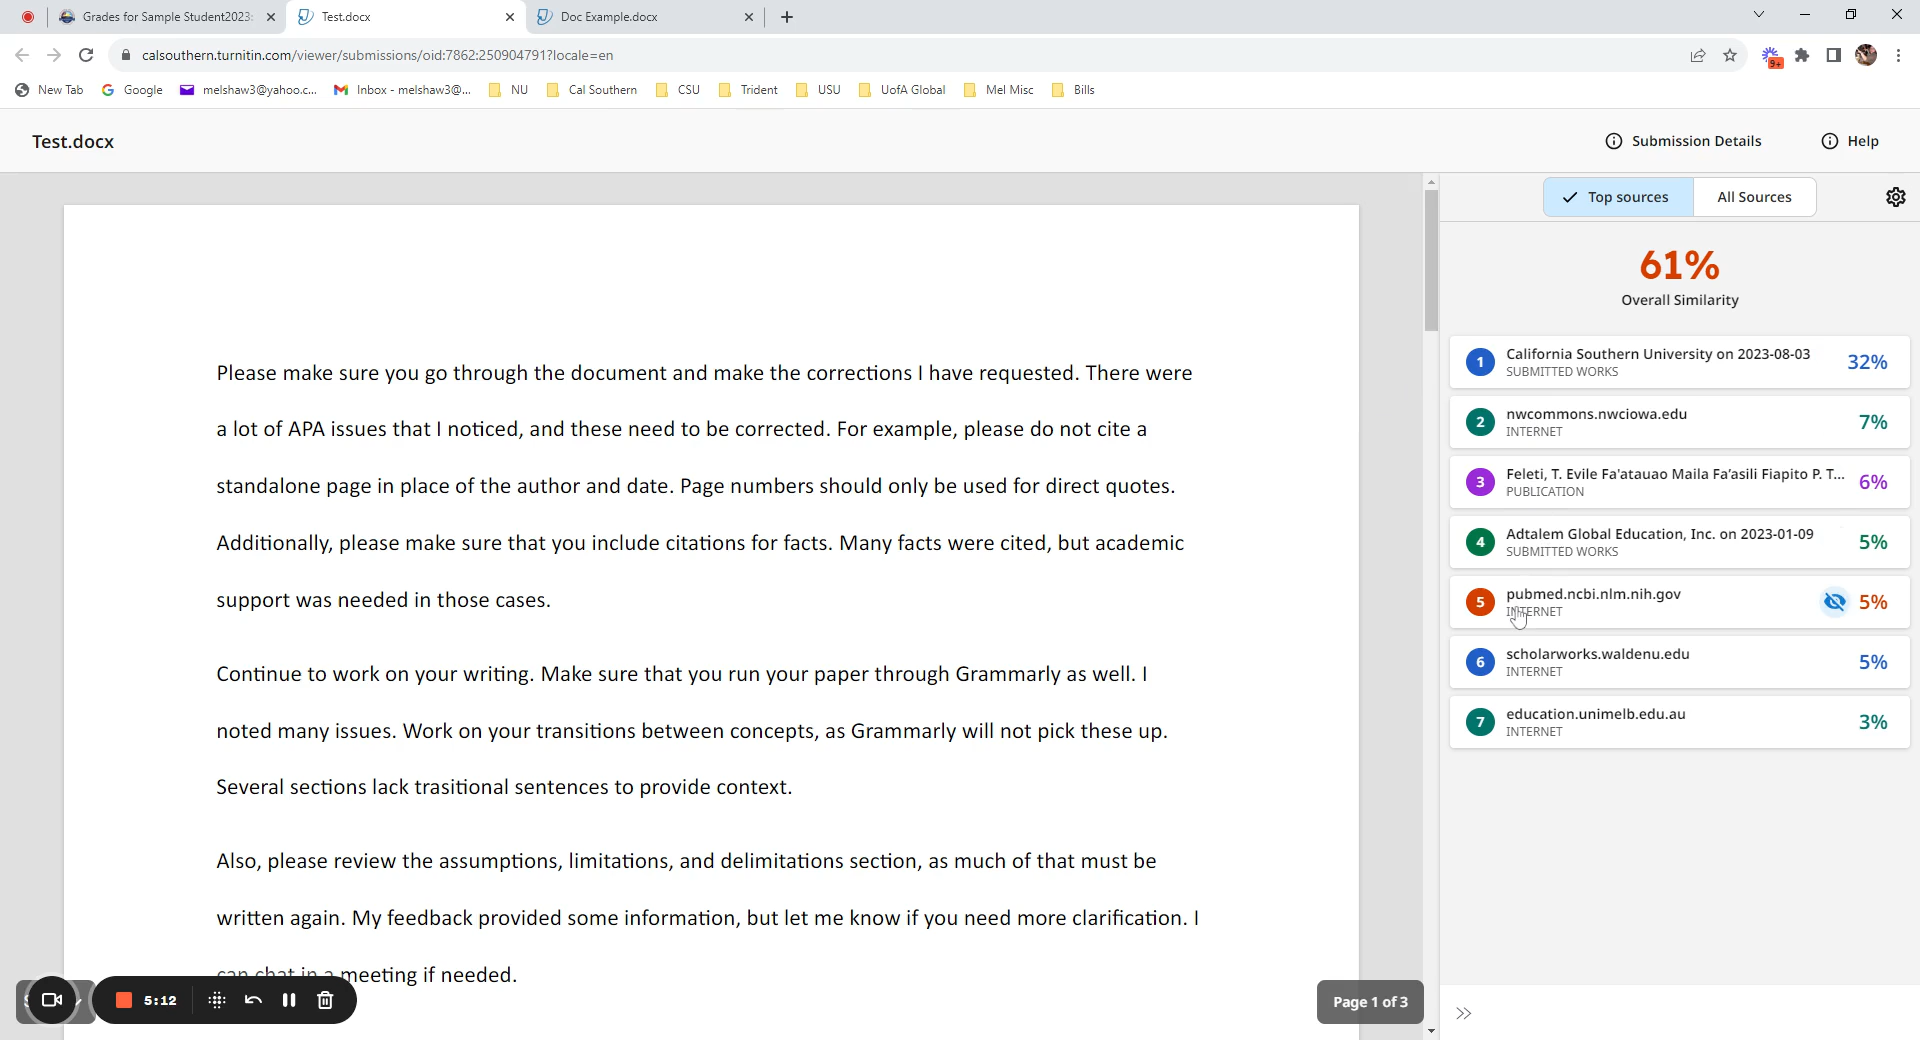 Grades for Sample Student2023:
Test.docx
Doc Example.docx
calsouthern.turnitin.com/viewer/submissions/oid:7862:250904791?locale=en
9+
New Tab
Google
melshaw3@yahoo.c...
Inbox - melshaw3@...
NU
Cal Southern
CSU
Trident
USU
UofA Global
Mel Misc
Bills
Test.docx
Submission Details
Help
Top sources
All Sources
61%
Overall Similarity
1 California Southern University on 2023-08-03 32%
SUBMITTED WORKS
2 nwcommons.nwciowa.edu 7%
INTERNET
3 Feleti, T. Evile Fa'atauao Maila Fa’asili Fiapito P. T... 6%
PUBLICATION
4 Adtalem Global Education, Inc. on 2023-01-09 5%
SUBMITTED WORKS
5 pubmed.ncbi.nlm.nih.gov 5%
INTERNET
6 scholarworks.waldenu.edu 5%
INTERNET
7 education.unimelb.edu.au 3%
INTERNET
Please make sure you go through the document and make the corrections I have requested. There were
a lot of APA issues that I noticed, and these need to be corrected. For example, please do not cite a
standalone page in place of the author and date. Page numbers should only be used for direct quotes.
Additionally, please make sure that you include citations for facts. Many facts were cited, but academic
support was needed in those cases.
Continue to work on your writing. Make sure that you run your paper through Grammarly as well. I
noted many issues. Work on your transitions between concepts, as Grammarly will not pick these up.
Several sections lack trasitional sentences to provide context.
Also, please review the assumptions, limitations, and delimitations section, as much of that must be
written again. My feedback provided some information, but let me know if you need more clarification. I
can chat in a meeting if needed.
5:12
Page 1 of 3